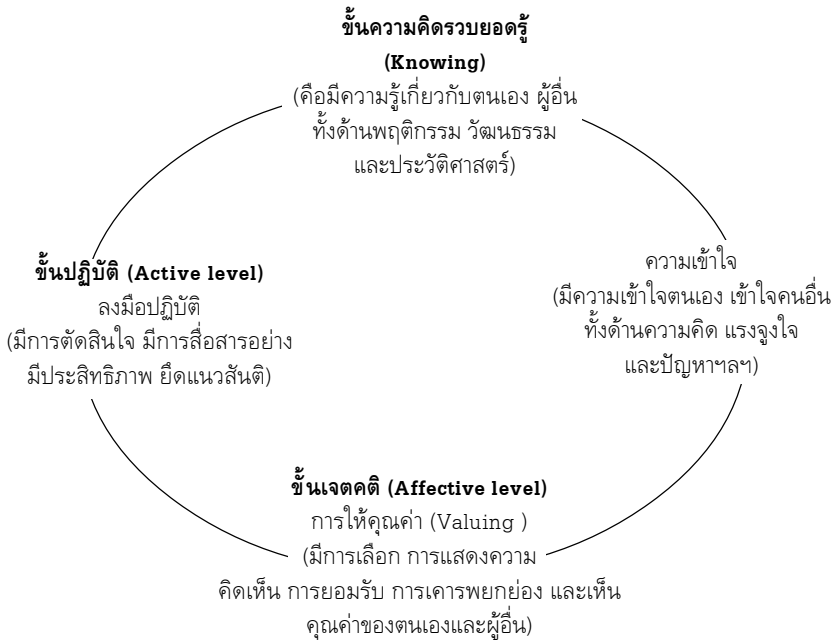 ขั้นความคิดรวบยอดรู้
(Knowing)
(คือมีความรู้เกี่ยวกับตนเอง ผู้อื่น
ทั้งด้านพฤติกรรม วัฒนธรรม
และประวัติศาสตร์)
ความเข้าใจ
(มีความเข้าใจตนเอง เข้าใจคนอื่น
ทั้งด้านความคิด แรงจูงใจ
และปัญหาฯลฯ)
ขั้นเจตคติ (Affective level)
การให้คุณค่า (Valuing )
(มีการเลือก การแสดงความ
คิดเห็น การยอมรับ การเคารพยกย่อง และเห็น
คุณค่าของตนเองและผู้อื่น)
ขั้นปฏิบัติ (Active level)
ลงมือปฏิบัติ
(มีการตัดสินใจ มีการสื่อสารอย่าง
มีประสิทธิภาพ ยึดแนวสันติ)